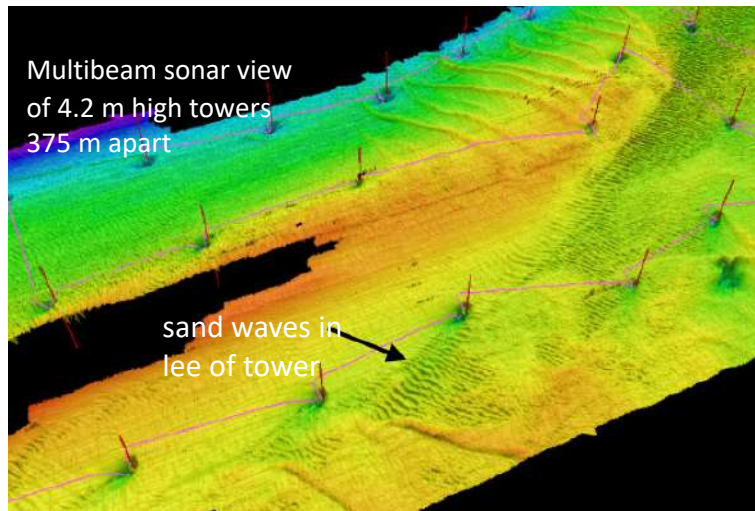 Multibeam sonar view
of 4.2 m high towers
375 m apart
sand waves in
lee of tower